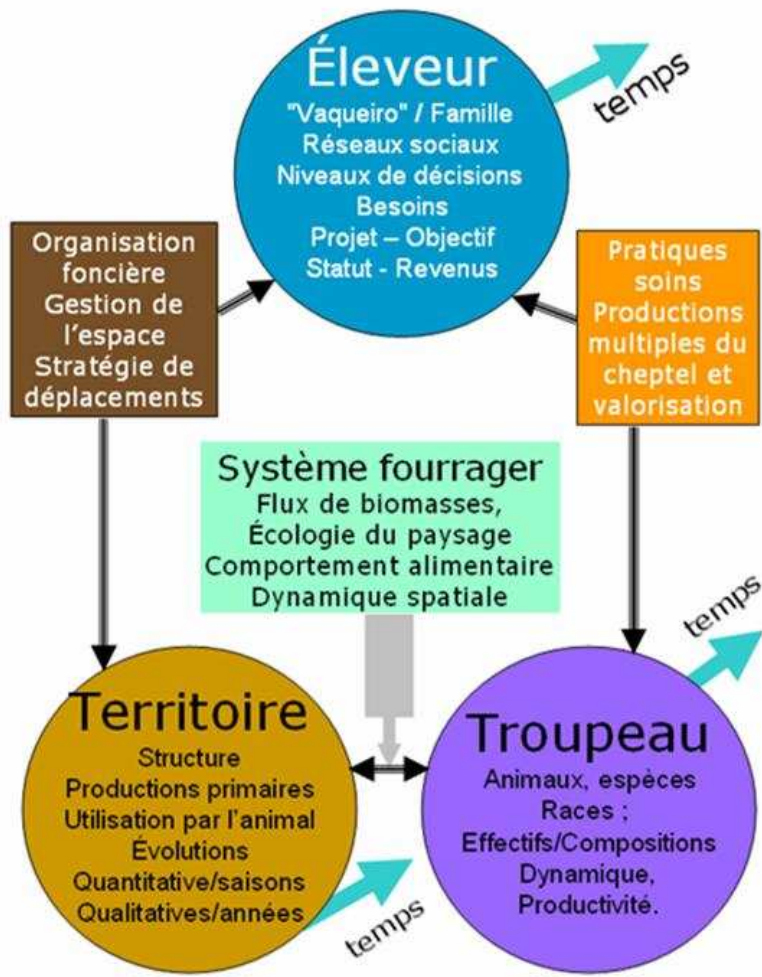 Éleveur
"Vaqueiro" / Famille
Réseaux sociaux
Niveaux de décisions
Besoins
Projet – Objectif
Statut - Revenus
temps
Organisation
foncière
Gestion de
l'espace
Stratégie de
déplacements
Pratiques
soins
Productions
multiples du
cheptel et
valorisation
Système fourrager
Flux de biomasses,
Écologie du paysage
Comportement alimentaire
Dynamique spatiale
Territoire
Structure
Productions primaires
Utilisation par l'animal
Évolutions
Quantitative/saisons
Qualitatives/années
temps
Troupeau
Animaux, espèces
Races ;
Effectifs/Compositions
Dynamique,
Productivité.
temps